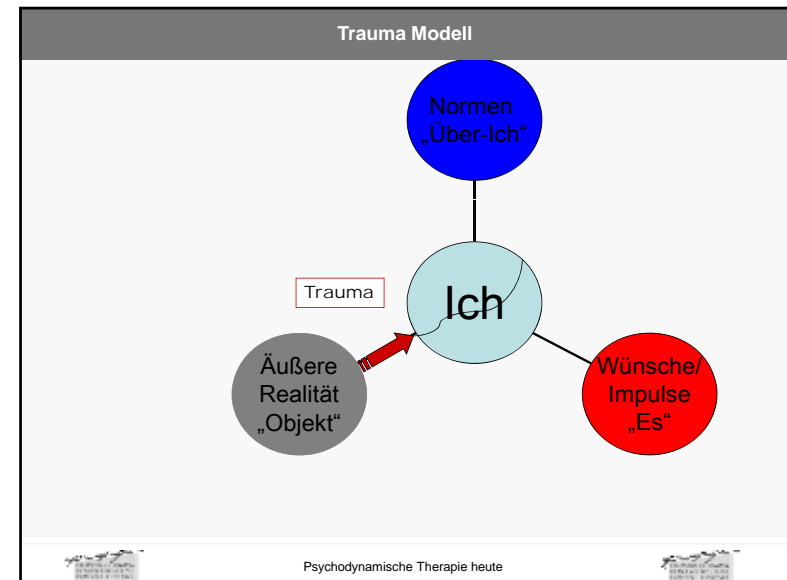 Trauma Modell
Normen
„Über-Ich“
Trauma
Ich
Äußere
Realität
„Objekt“
Wünsche/
Impulse
„Es“
Psychodynamische Therapie heute